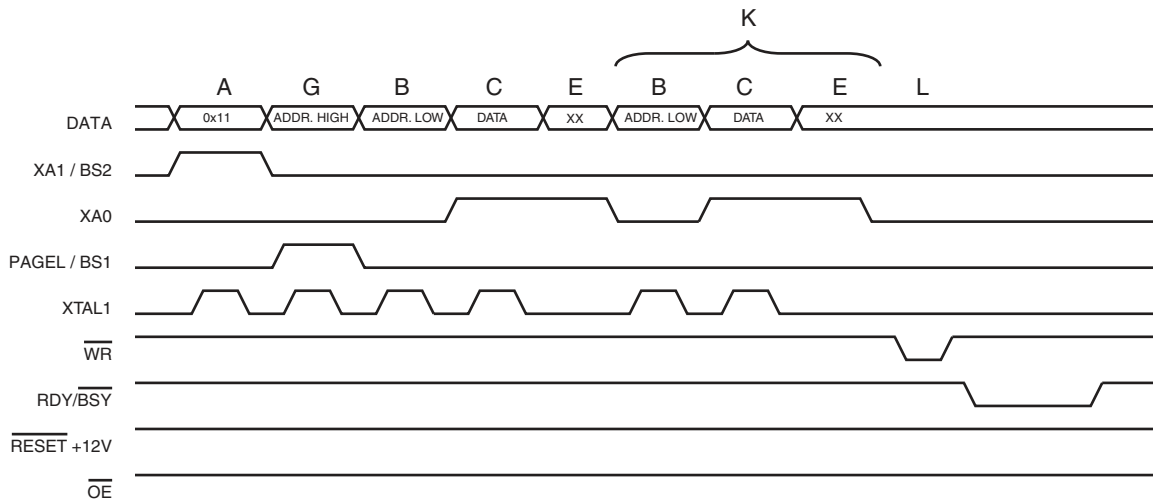 K
A G B C E B C E L
DATA 0x11 ADDR. HIGH ADDR. LOW DATA XX ADDR. LOW DATA XX
XA1 / BS2
XA0
PAGEL / BS1
XTAL1
WR
RDY/BSY
RESET +12V
OE